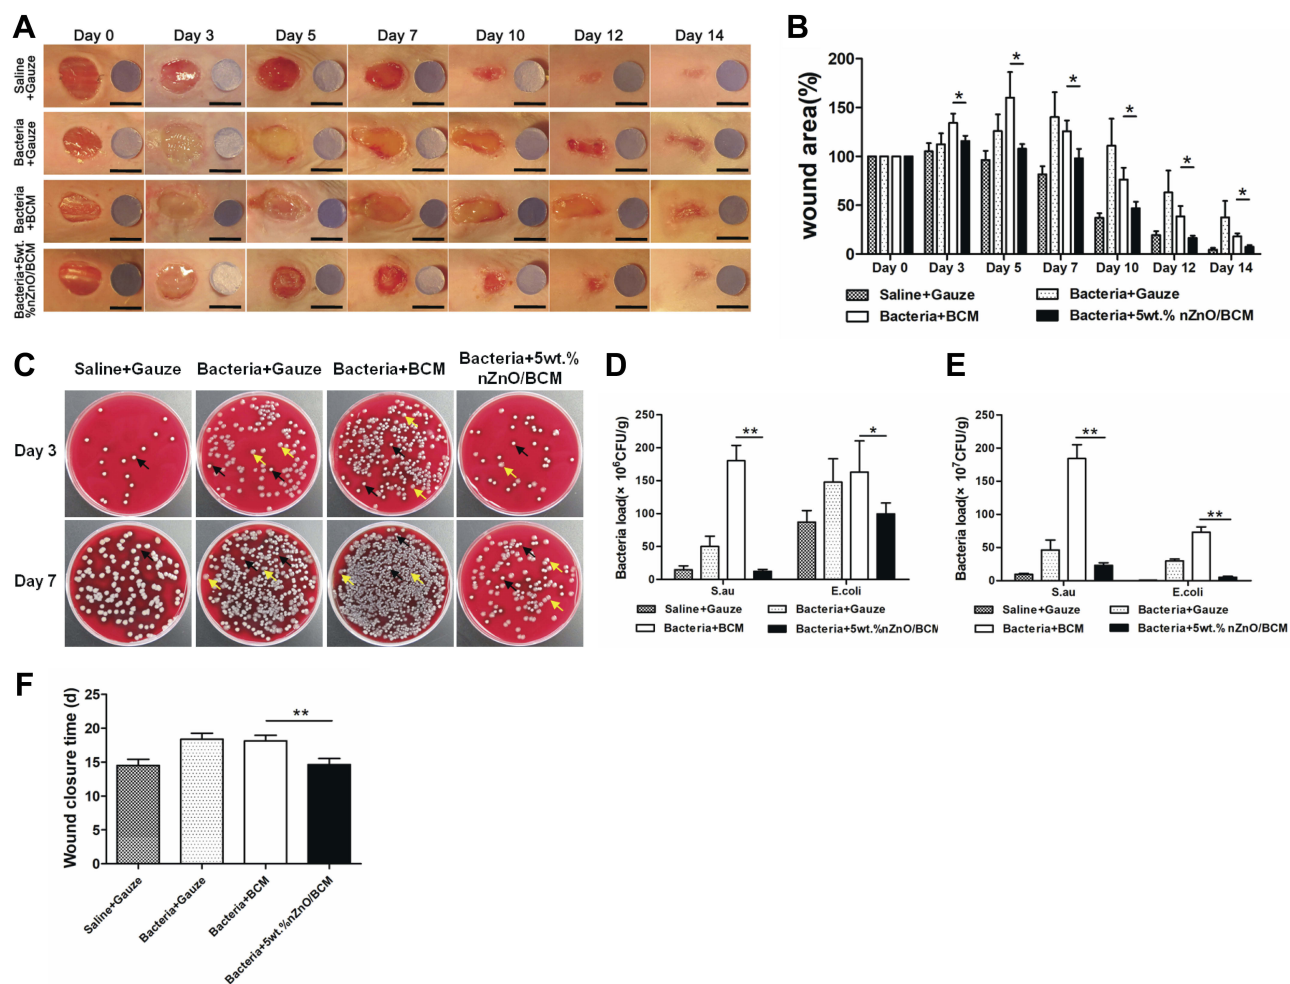 A
Day 0 Day 3 Day 5 Day 7 Day 10 Day 12 Day 14
Saline
+Gauze
Bacteria
+Gauze
Bacteria
+BCM
Bacteria+5wt.
%nZnO/BCM
B
wound area(%)
200
150
100
50
0
* * * * * *
Day 0 Day 3 Day 5 Day 7 Day 10 Day 12 Day 14
Saline+Gauze Bacteria+Gauze
Bacteria+BCM Bacteria+5wt.% nZnO/BCM
C
Saline+Gauze Bacteria+Gauze Bacteria+BCM Bacteria+5wt.%
nZnO/BCM
Day 3
Day 7
D
Bacteria load(× 10⁶CFU/g)
250
200
150
100
50
0
** *
S.au E.coli
Saline+Gauze Bacteria+Gauze
Bacteria+BCM Bacteria+5wt.%nZnO/BCM
E
Bacteria load(× 10⁷CFU/g)
250
200
150
100
50
0
** **
S.au E.coli
Saline+Gauze Bacteria+Gauze
Bacteria+BCM Bacteria+5wt.% nZnO/BCM
F
Wound closure time (d)
25
20
15
10
5
0
**
Saline+Gauze
Bacteria+Gauze
Bacteria+BCM
Bacteria+5wt.%nZnO/BCM